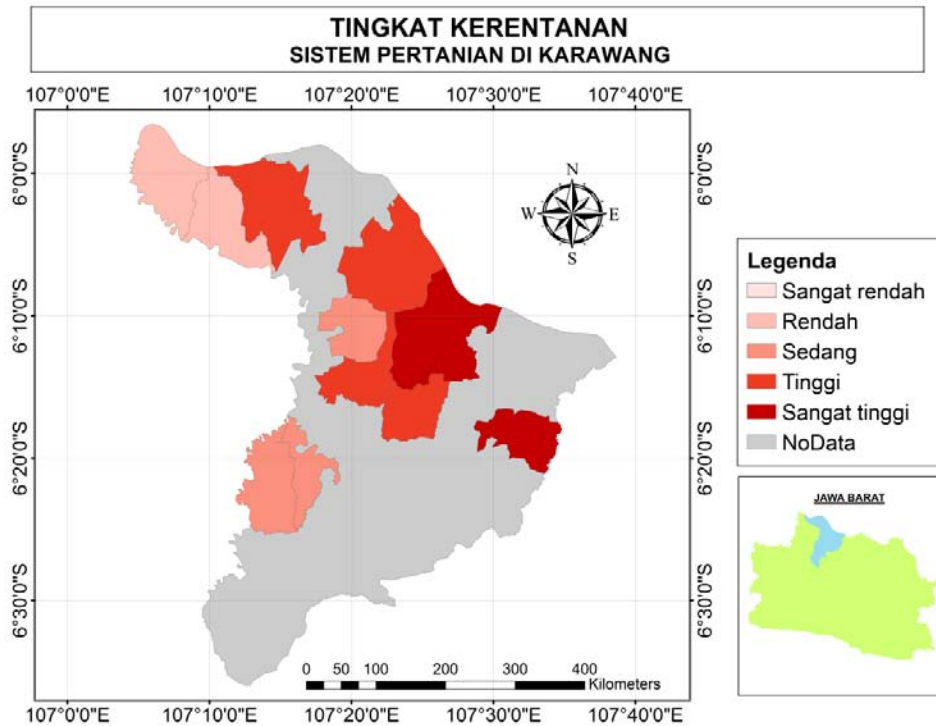 TINGKAT KERENTANAN
SISTEM PERTANIAN DI KARAWANG
107°0'0"E 107°10'0"E 107°20'0"E 107°30'0"E 107°40'0"E
6°0'0"S 6°0'0"S
N
W E
S
Legenda
Sangat rendah
Rendah
Sedang
Tinggi
Sangat tinggi
NoData
6°10'0"S 6°10'0"S
6°20'0"S 6°20'0"S
JAWA BARAT
6°30'0"S 6°30'0"S
0 50 100 200 300 400
Kilometers
107°0'0"E 107°10'0"E 107°20'0"E 107°30'0"E 107°40'0"E